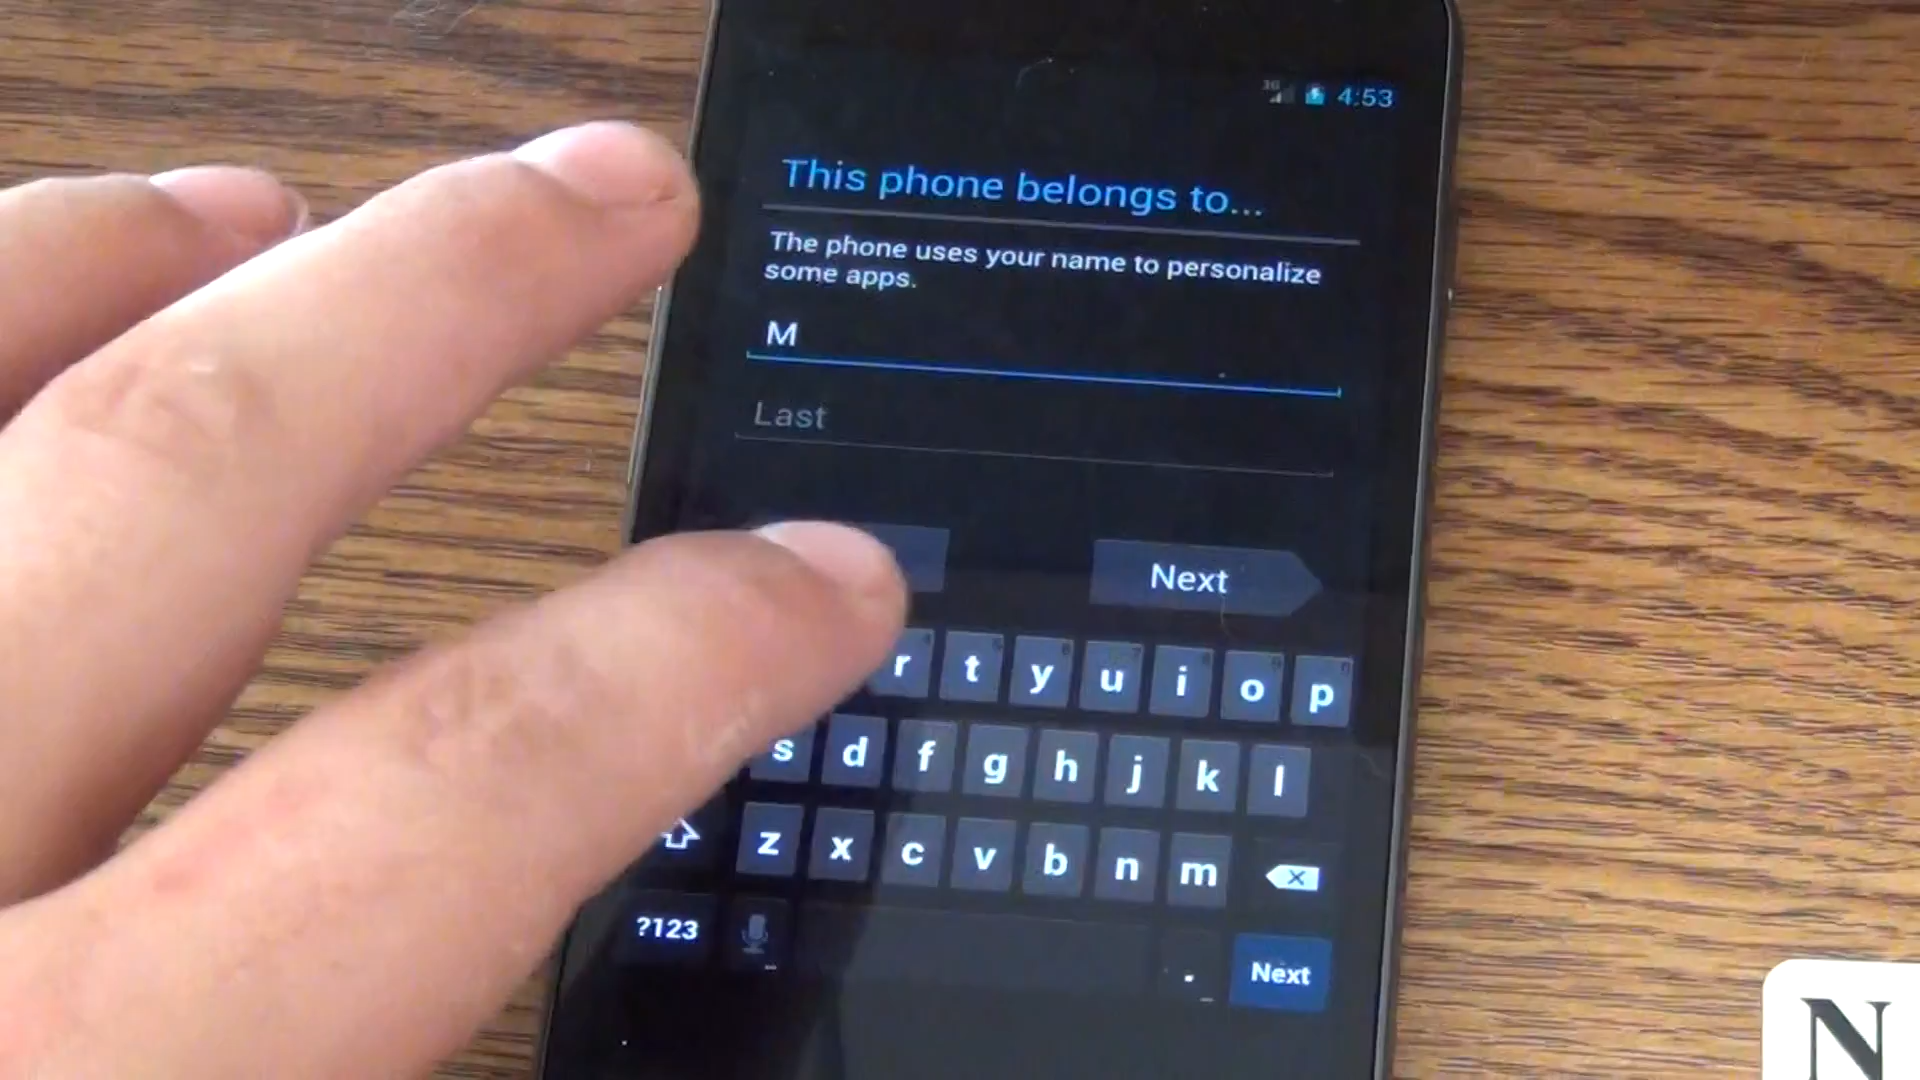 3G 4:53
This phone belongs to...
The phone uses your name to personalize
some apps.
M
Last
Next
r t y u i o p
s d f g h j k l
z x c v b n m
?123 . Next
N